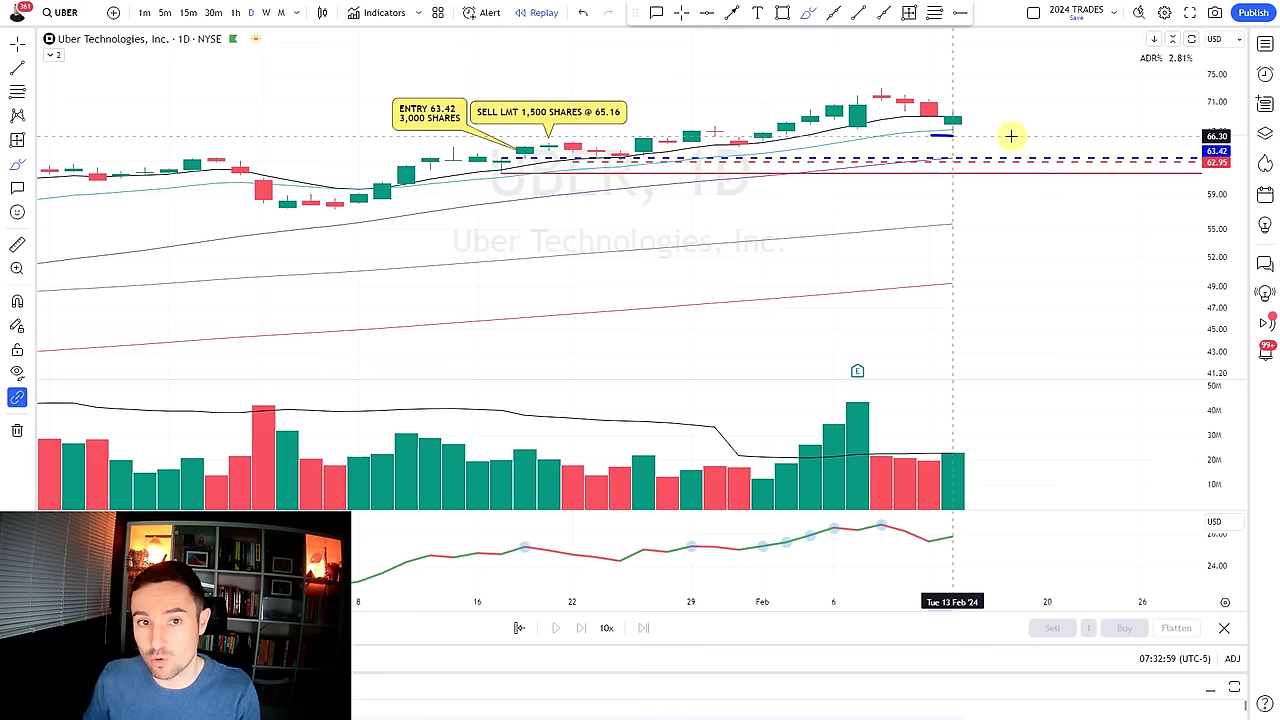 361
UBER
1m 5m 15m 30m 1h D W M
Indicators
Alert
Replay
2024 TRADES
Save
Publish
Uber Technologies, Inc. · 1D · NYSE
USD
2
ADR% 2.81%
75.00
71.00
ENTRY 63.42
3,000 SHARES
SELL LMT 1,500 SHARES @ 65.16
66.30
63.42
62.95
UBER, 1D
Uber Technologies, Inc.
59.00
55.00
52.00
49.00
47.00
45.00
43.00
41.20
E
50M
40M
30M
20M
10M
USD
26.00
24.00
99+
8 16 22 29 Feb 6 Tue 13 Feb '24 20 26
10x
Sell
Buy
Flatten
07:32:59 (UTC-5)
ADJ